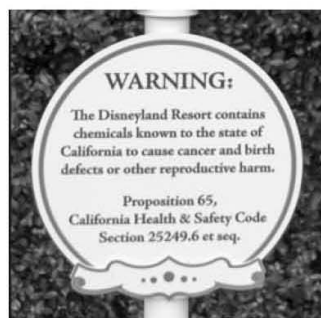 WARNING:
The Disneyland Resort contains
chemicals known to the state of
California to cause cancer and birth
defects or other reproductive harm.
Proposition 65,
California Health & Safety Code
Section 25249.6 et seq.